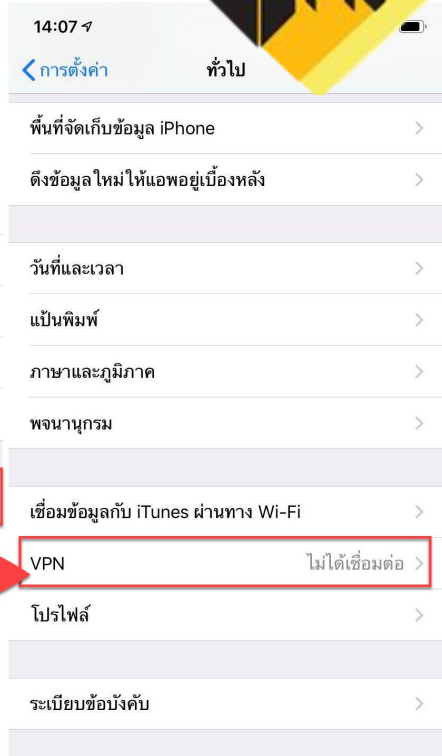 14:07
การตั้งค่า ทั่วไป
พื้นที่จัดเก็บข้อมูล iPhone
ดึงข้อมูลใหม่ให้แอพอยู่เบื้องหลัง
วันที่และเวลา
แป้นพิมพ์
ภาษาและภูมิภาค
พจนานุกรม
เชื่อมข้อมูลกับ iTunes ผ่านทาง Wi-Fi
VPN ไม่ได้เชื่อมต่อ
โปรไฟล์
ระเบียบข้อบังคับ